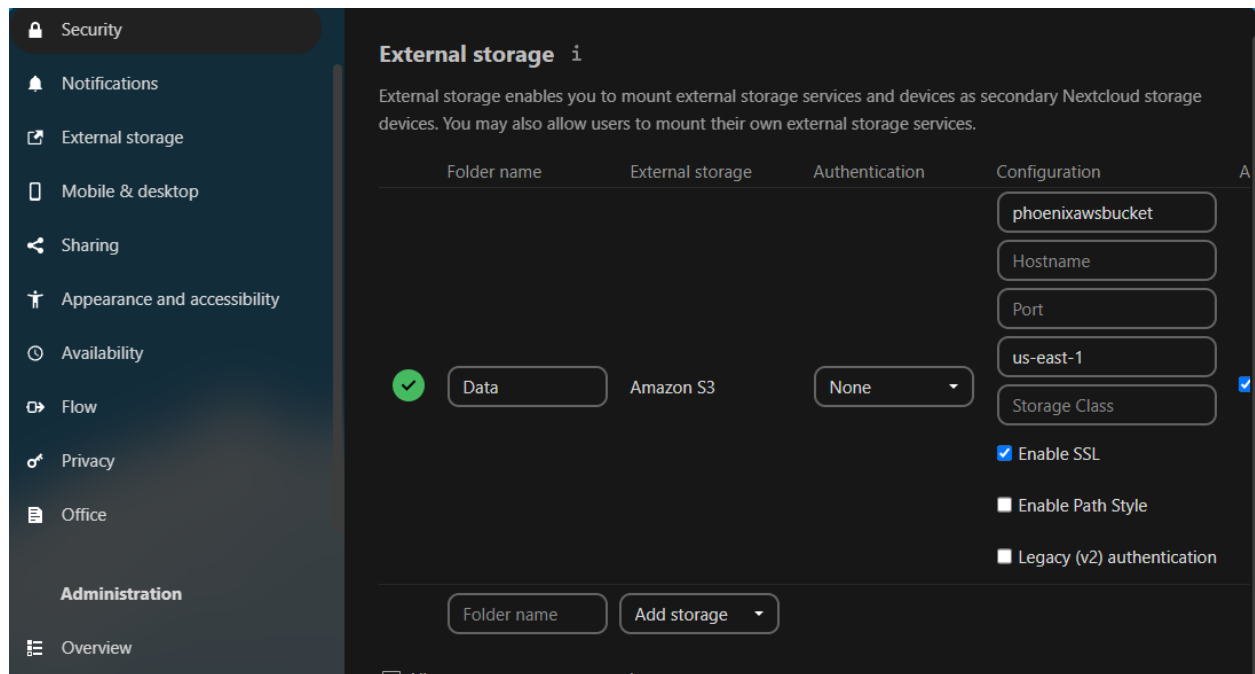 Security
Notifications
External storage
Mobile & desktop
Sharing
Appearance and accessibility
Availability
Flow
Privacy
Office
Administration
Overview
External storage i
External storage enables you to mount external storage services and devices as secondary Nextcloud storage
devices. You may also allow users to mount their own external storage services.
Folder name External storage Authentication Configuration A
phoenixawsbucket
Hostname
Port
us-east-1
Data Amazon S3 None
Storage Class
Enable SSL
Enable Path Style
Legacy (v2) authentication
Folder name Add storage